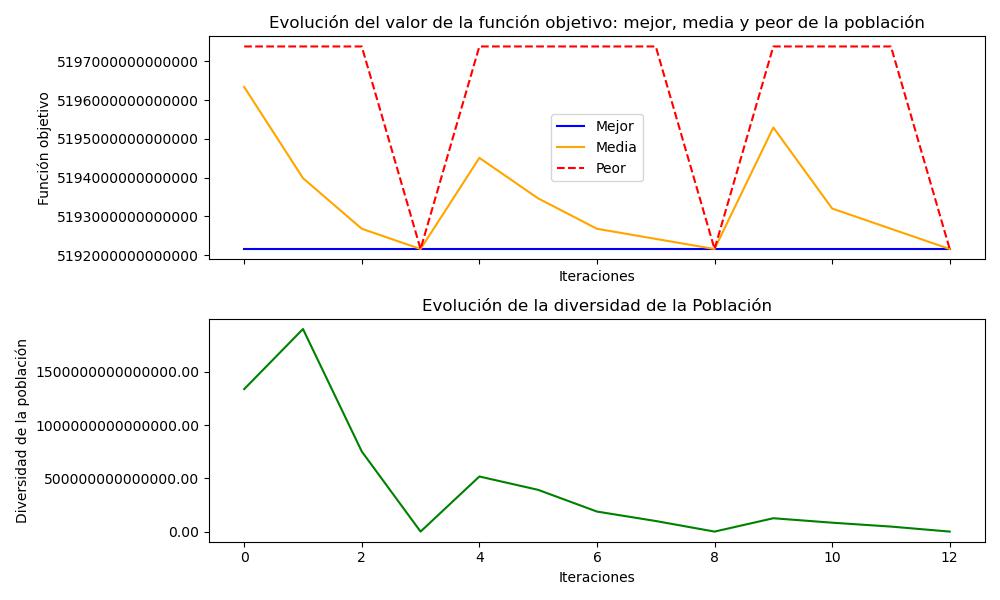 Evolución del valor de la función objetivo: mejor, media y peor de la población
Función objetivo
5197000000000000
5196000000000000
5195000000000000
5194000000000000
5193000000000000
5192000000000000
Mejor
Media
Peor
Iteraciones
Evolución de la diversidad de la Población
Diversidad de la población
1500000000000000.00
1000000000000000.00
500000000000000.00
0.00
0 2 4 6 8 10 12
Iteraciones